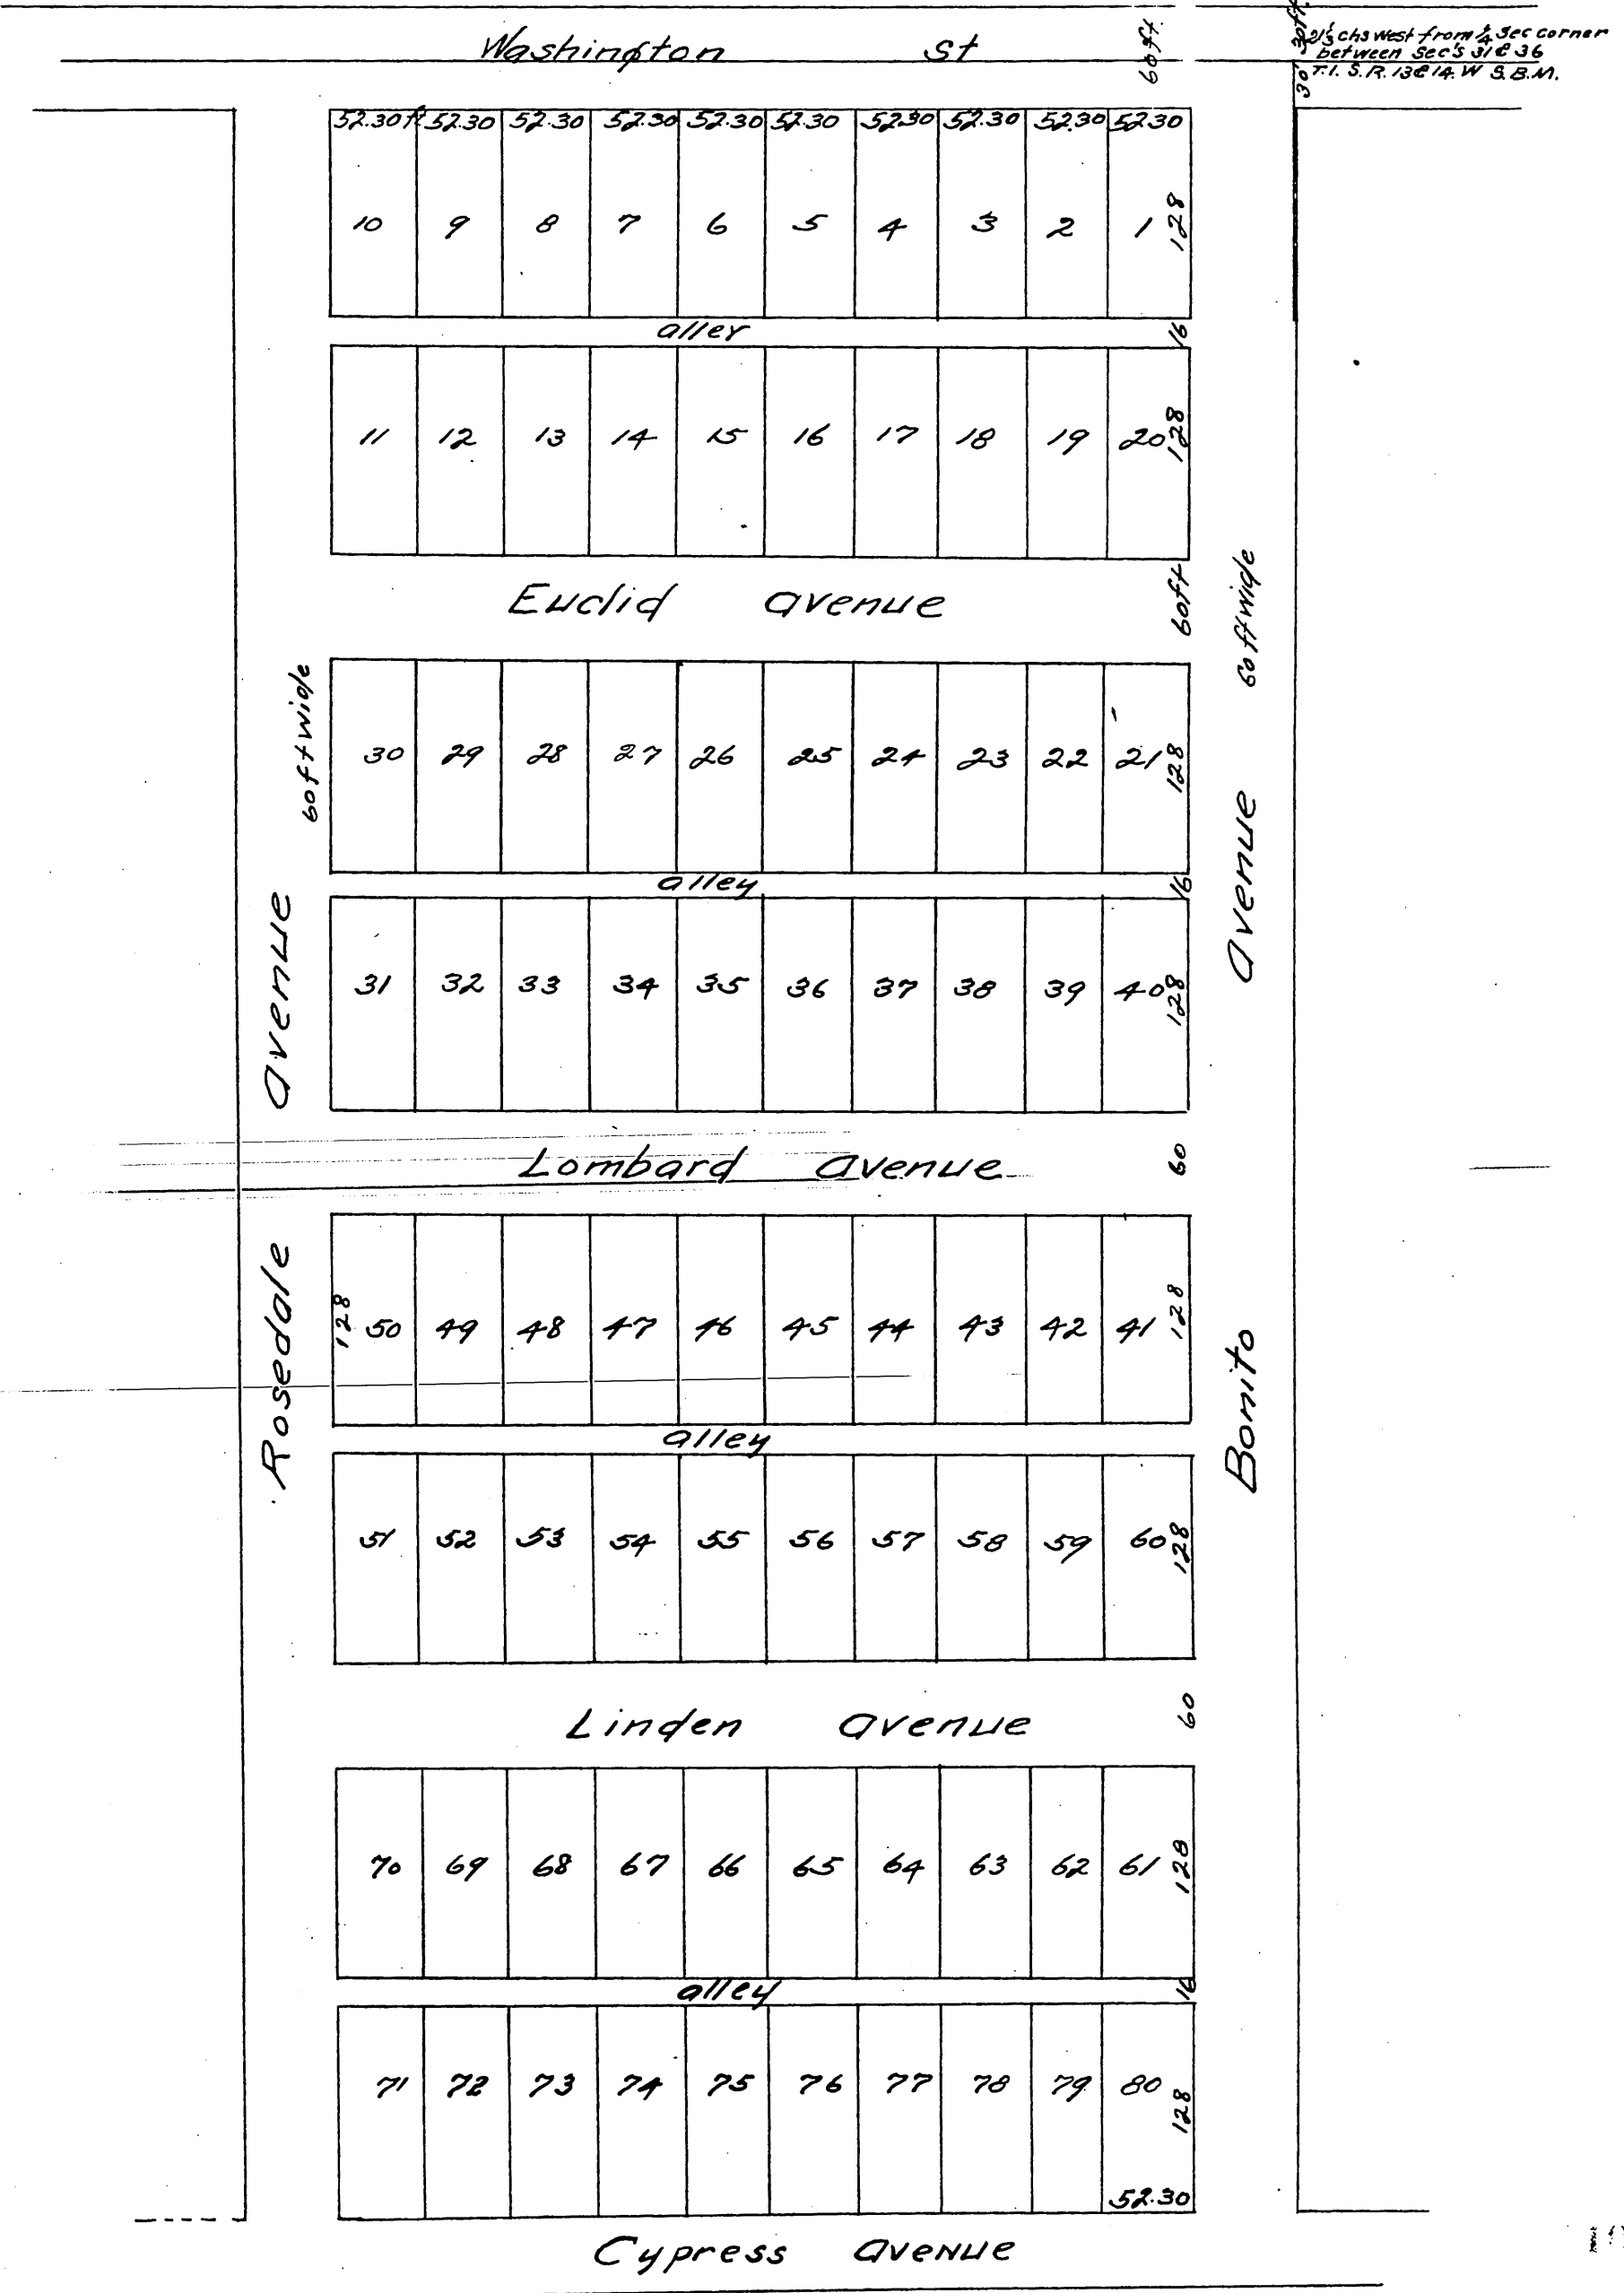 Washington St 60ft.
30ft.
21⅓ chs West from ¼ Sec corner
between Sec's 31 & 36
T.1. S.R. 13 & 14. W S.B.M.
30'
52.30ft 52.30 52.30 52.30 52.30 52.30 52.30 52.30 52.30 52.30
10 9 8 7 6 5 4 3 2 1 128
aller 16
11 12 13 14 15 16 17 18 19 20 128
Euclid avenue 60ft
60 ft wide
60 ft wide
30 29 28 27 26 25 24 23 22 21 128
alley 16
31 32 33 34 35 36 37 38 39 40 128
Rosedale avenue
Bonito avenue
Lombard avenue 60
128 50 49 48 47 46 45 44 43 42 41 128
alley
51 52 53 54 55 56 57 58 59 60 128
Linden avenue 60
70 69 68 67 66 65 64 63 62 61 128
alley 16
71 72 73 74 75 76 77 78 79 80 128
52.30
Cypress avenue